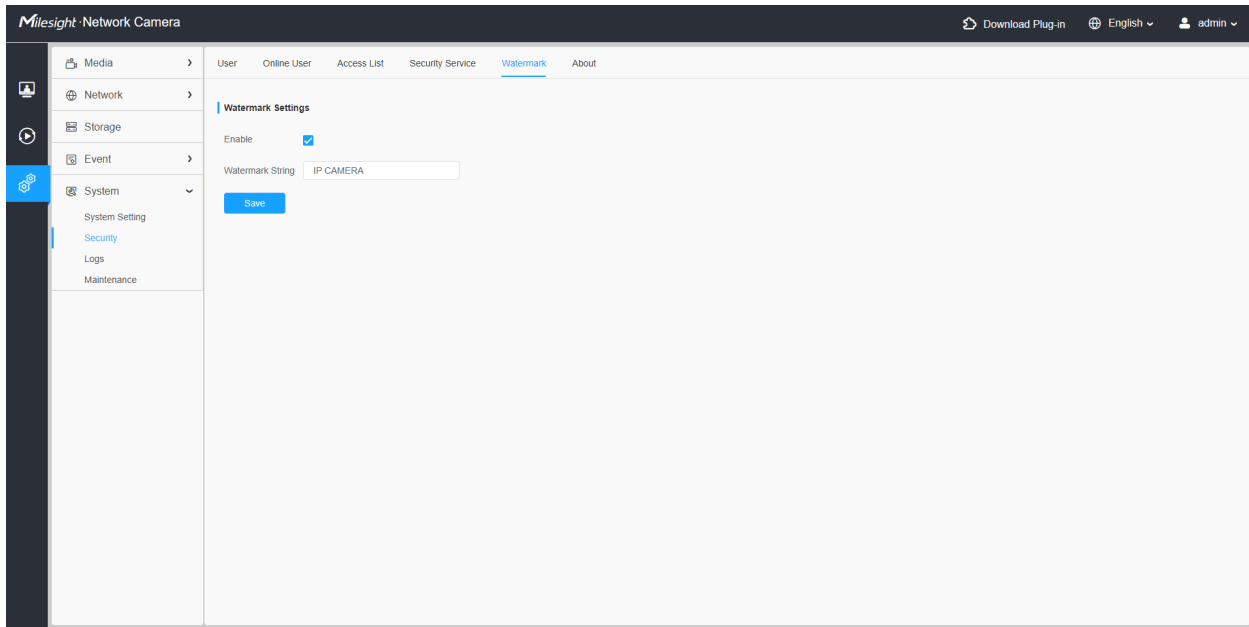 Milesight · Network Camera
Download Plug-in
English
admin
Media
Network
Storage
Event
System
System Setting
Security
Logs
Maintenance
User Online User Access List Security Service Watermark About
Watermark Settings
Enable
Watermark String IP CAMERA
Save